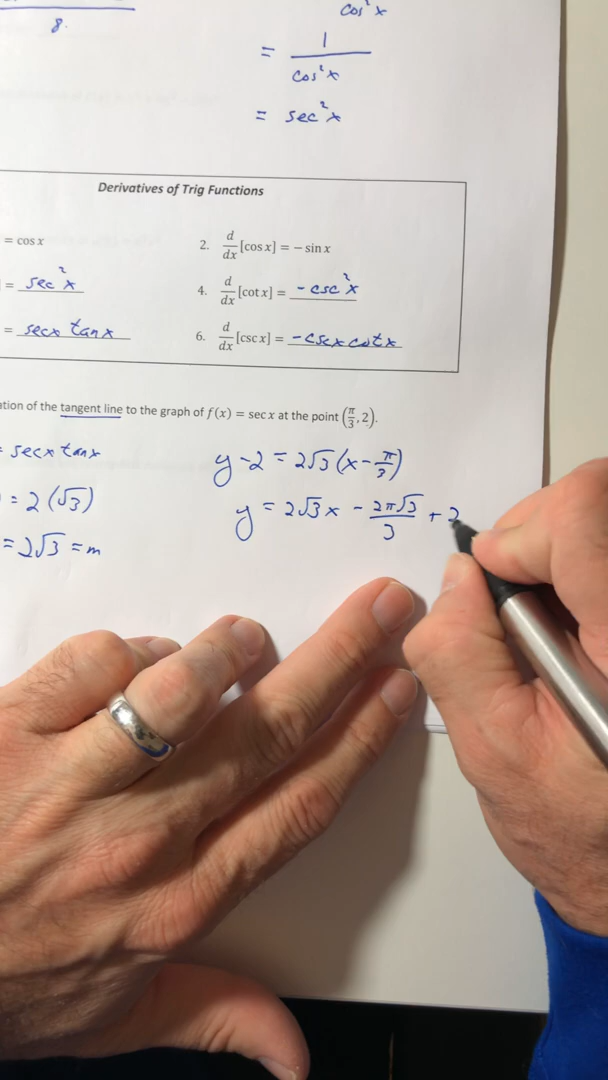 8.
cos²x
= 1/cos²x
= sec²x
Derivatives of Trig Functions
= cos x
2. d/dx [cos x] = − sin x
= sec²x
4. d/dx [cot x] = - csc²x
= secx tanx
6. d/dx [csc x] = -cscx cotx
ation of the tangent line to the graph of f(x) = sec x at the point (π/3, 2).
= secx tanx
y-2 = 2√3(x-π/3)
= 2(√3)
y = 2√3x - 2π√3/3 + 2
= 2√3 = m